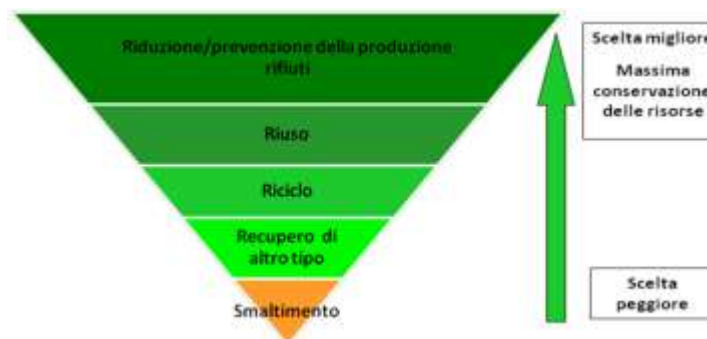 Riduzione/prevenzione della produzione
rifiuti
Riuso
Riciclo
Recupero di
altro tipo
Smaltimento
Scelta migliore
Massima
conservazione
delle risorse
Scelta
peggiore